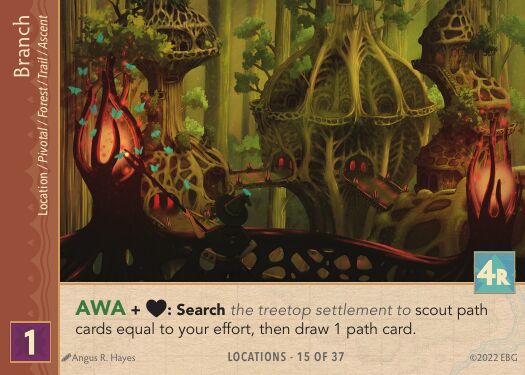 Branch
Location / Pivotal / Forest / Trail / Ascent
4R
AWA + ♥: Search the treetop settlement to scout path
cards equal to your effort, then draw 1 path card.
1
Angus R. Hayes
LOCATIONS - 15 OF 37
©2022 EBG